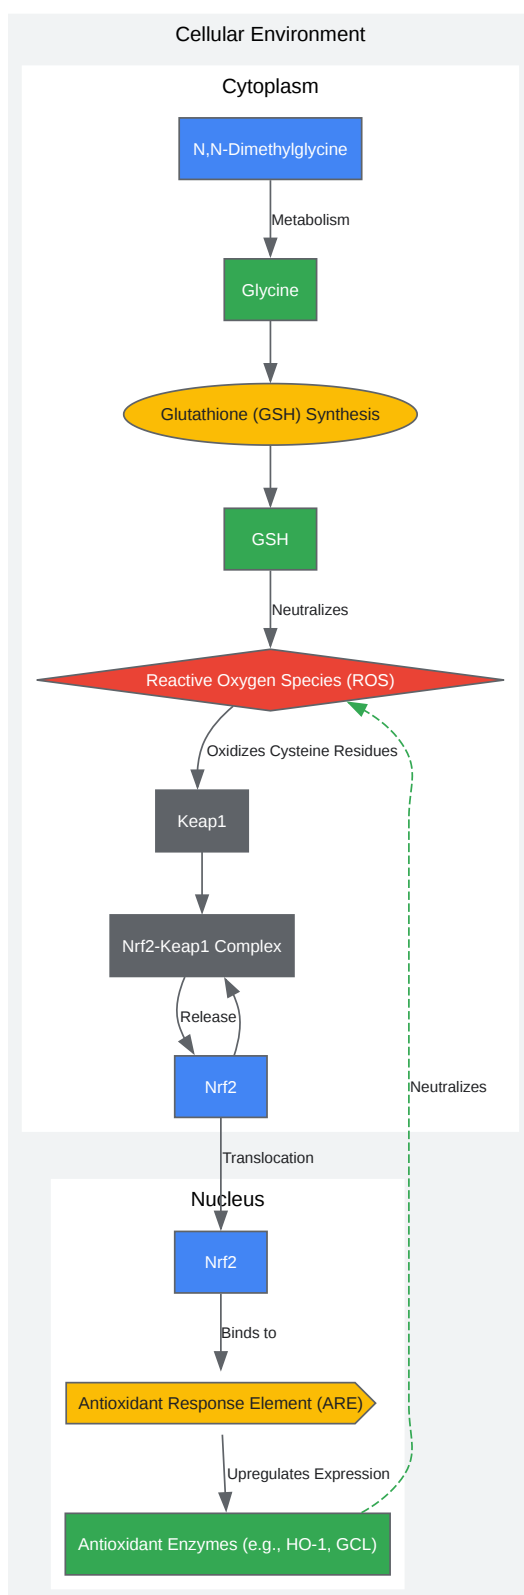 Cellular Environment
Cytoplasm
N,N-Dimethylglycine
Metabolism
Glycine
Glutathione (GSH) Synthesis
GSH
Neutralizes
Reactive Oxygen Species (ROS)
Oxidizes Cysteine Residues
Keap1
Nrf2-Keap1 Complex
Release
Nrf2
Neutralizes
Translocation
Nucleus
Nrf2
Binds to
Antioxidant Response Element (ARE)
Upregulates Expression
Antioxidant Enzymes (e.g., HO-1, GCL)